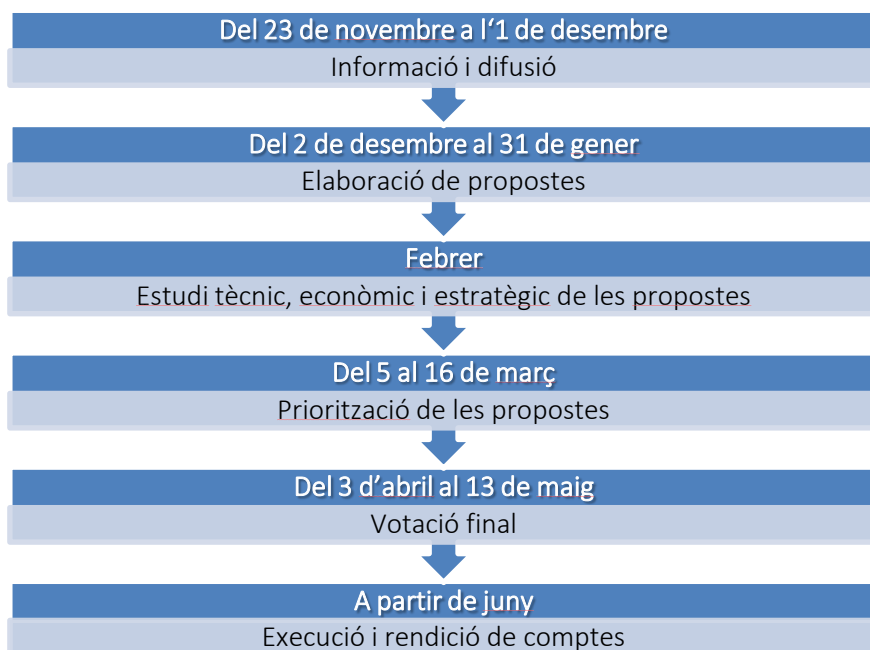 Del 23 de novembre a l‘1 de desembre
Informació i difusió
Del 2 de desembre al 31 de gener
Elaboració de propostes
Febrer
Estudi tècnic, econòmic i estratègic de les propostes
Del 5 al 16 de març
Priorització de les propostes
Del 3 d’abril al 13 de maig
Votació final
A partir de juny
Execució i rendició de comptes